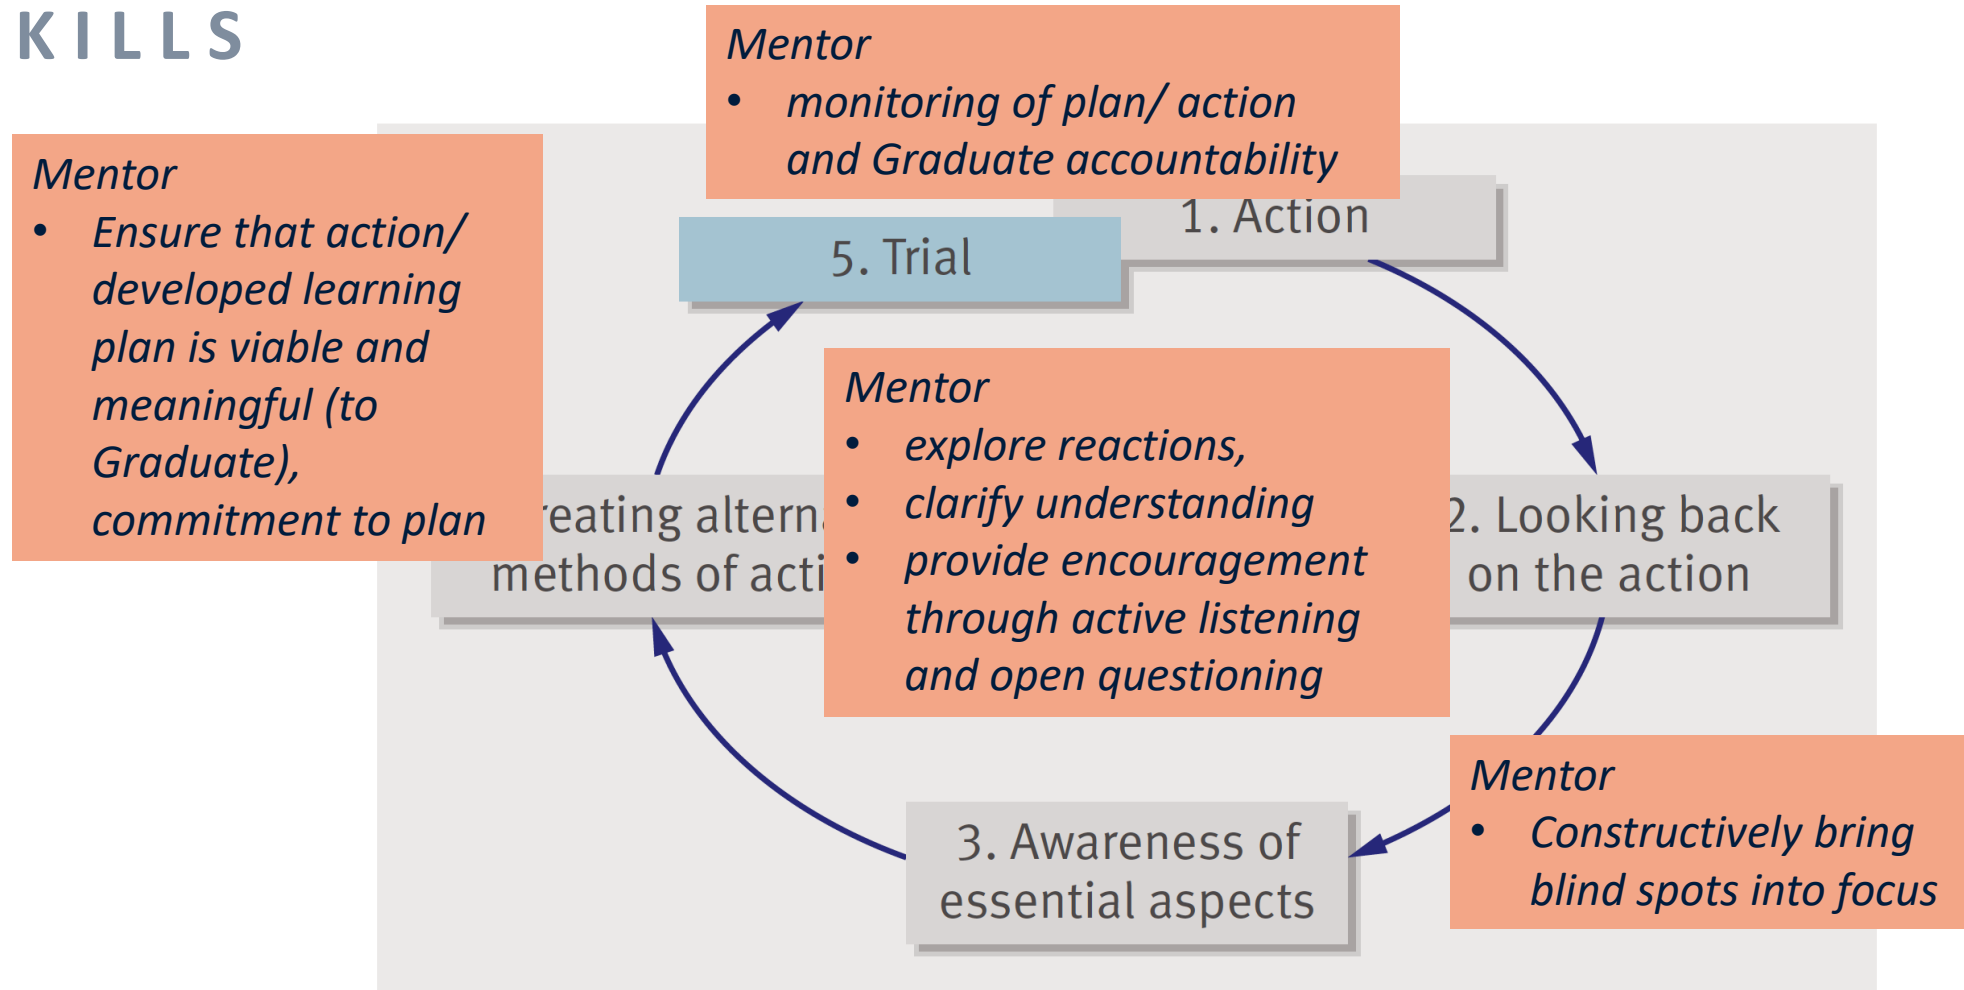 KILLS
Mentor
• monitoring of plan/ action
and Graduate accountability
Mentor
• Ensure that action/
developed learning
plan is viable and
meaningful (to
Graduate),
commitment to plan
1. Action
5. Trial
Mentor
• explore reactions,
• clarify understanding
• provide encouragement
through active listening
and open questioning
reating altern
methods of acti
2. Looking back
on the action
Mentor
• Constructively bring
blind spots into focus
3. Awareness of
essential aspects